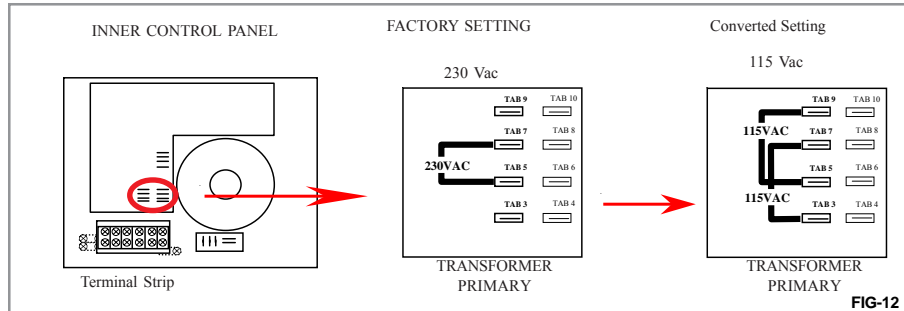 INNER CONTROL PANEL
Terminal Strip
FACTORY SETTING
230 Vac
TAB 9 TAB 10
TAB 7 TAB 8
230VAC
TAB 5 TAB 6
TAB 3 TAB 4
TRANSFORMER
PRIMARY
Converted Setting
115 Vac
TAB 9 TAB 10
115VAC
TAB 7 TAB 8
TAB 5 TAB 6
115VAC
TAB 3 TAB 4
TRANSFORMER
PRIMARY
FIG-12